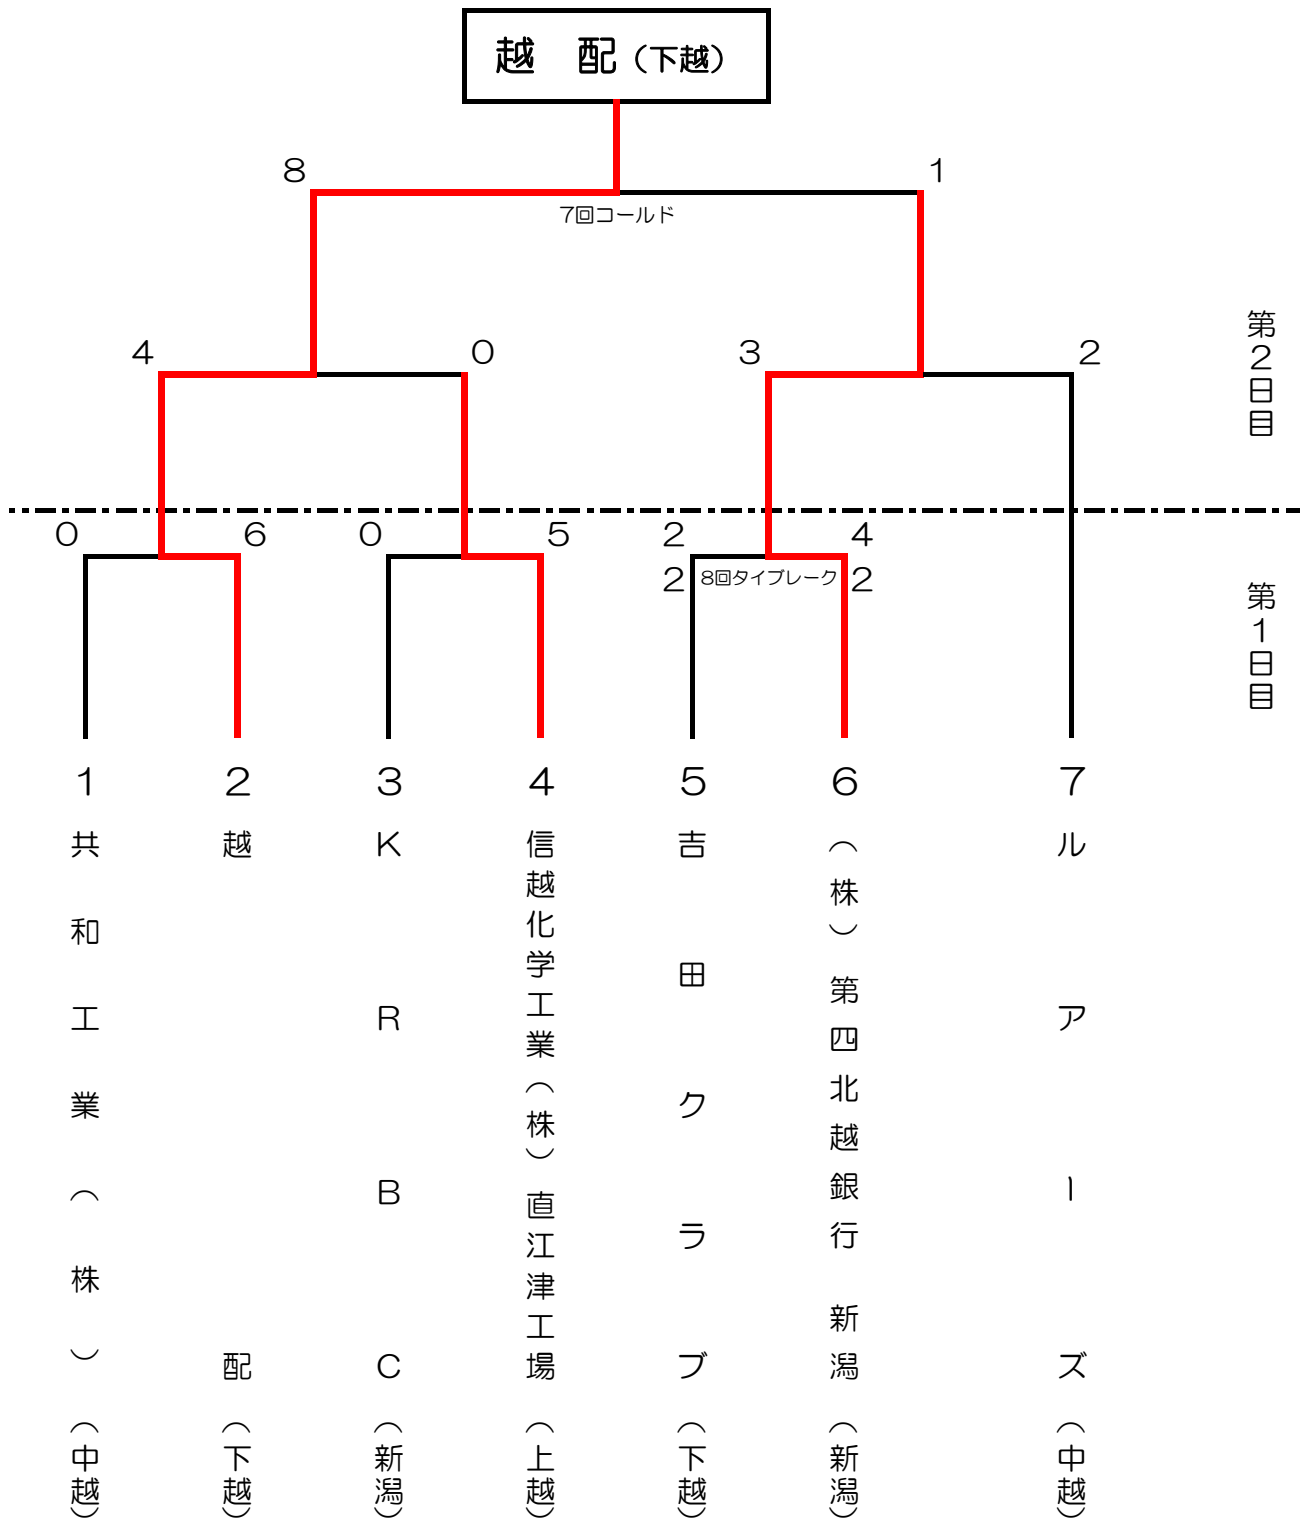 越　配（下越）
8
1
7回コールド
4
0
3
2
第2日目
0
6
0
5
2
4
2
8回タイブレーク
2
第1日目
1
2
3
4
5
6
7
共和工業（株）（中越）
越配（下越）
KRBC（新潟）
信越化学工業（株）直江津工場（上越）
吉田クラブ（下越）
（株）第四北越銀行　新潟（新潟）
ルアーズ（中越）